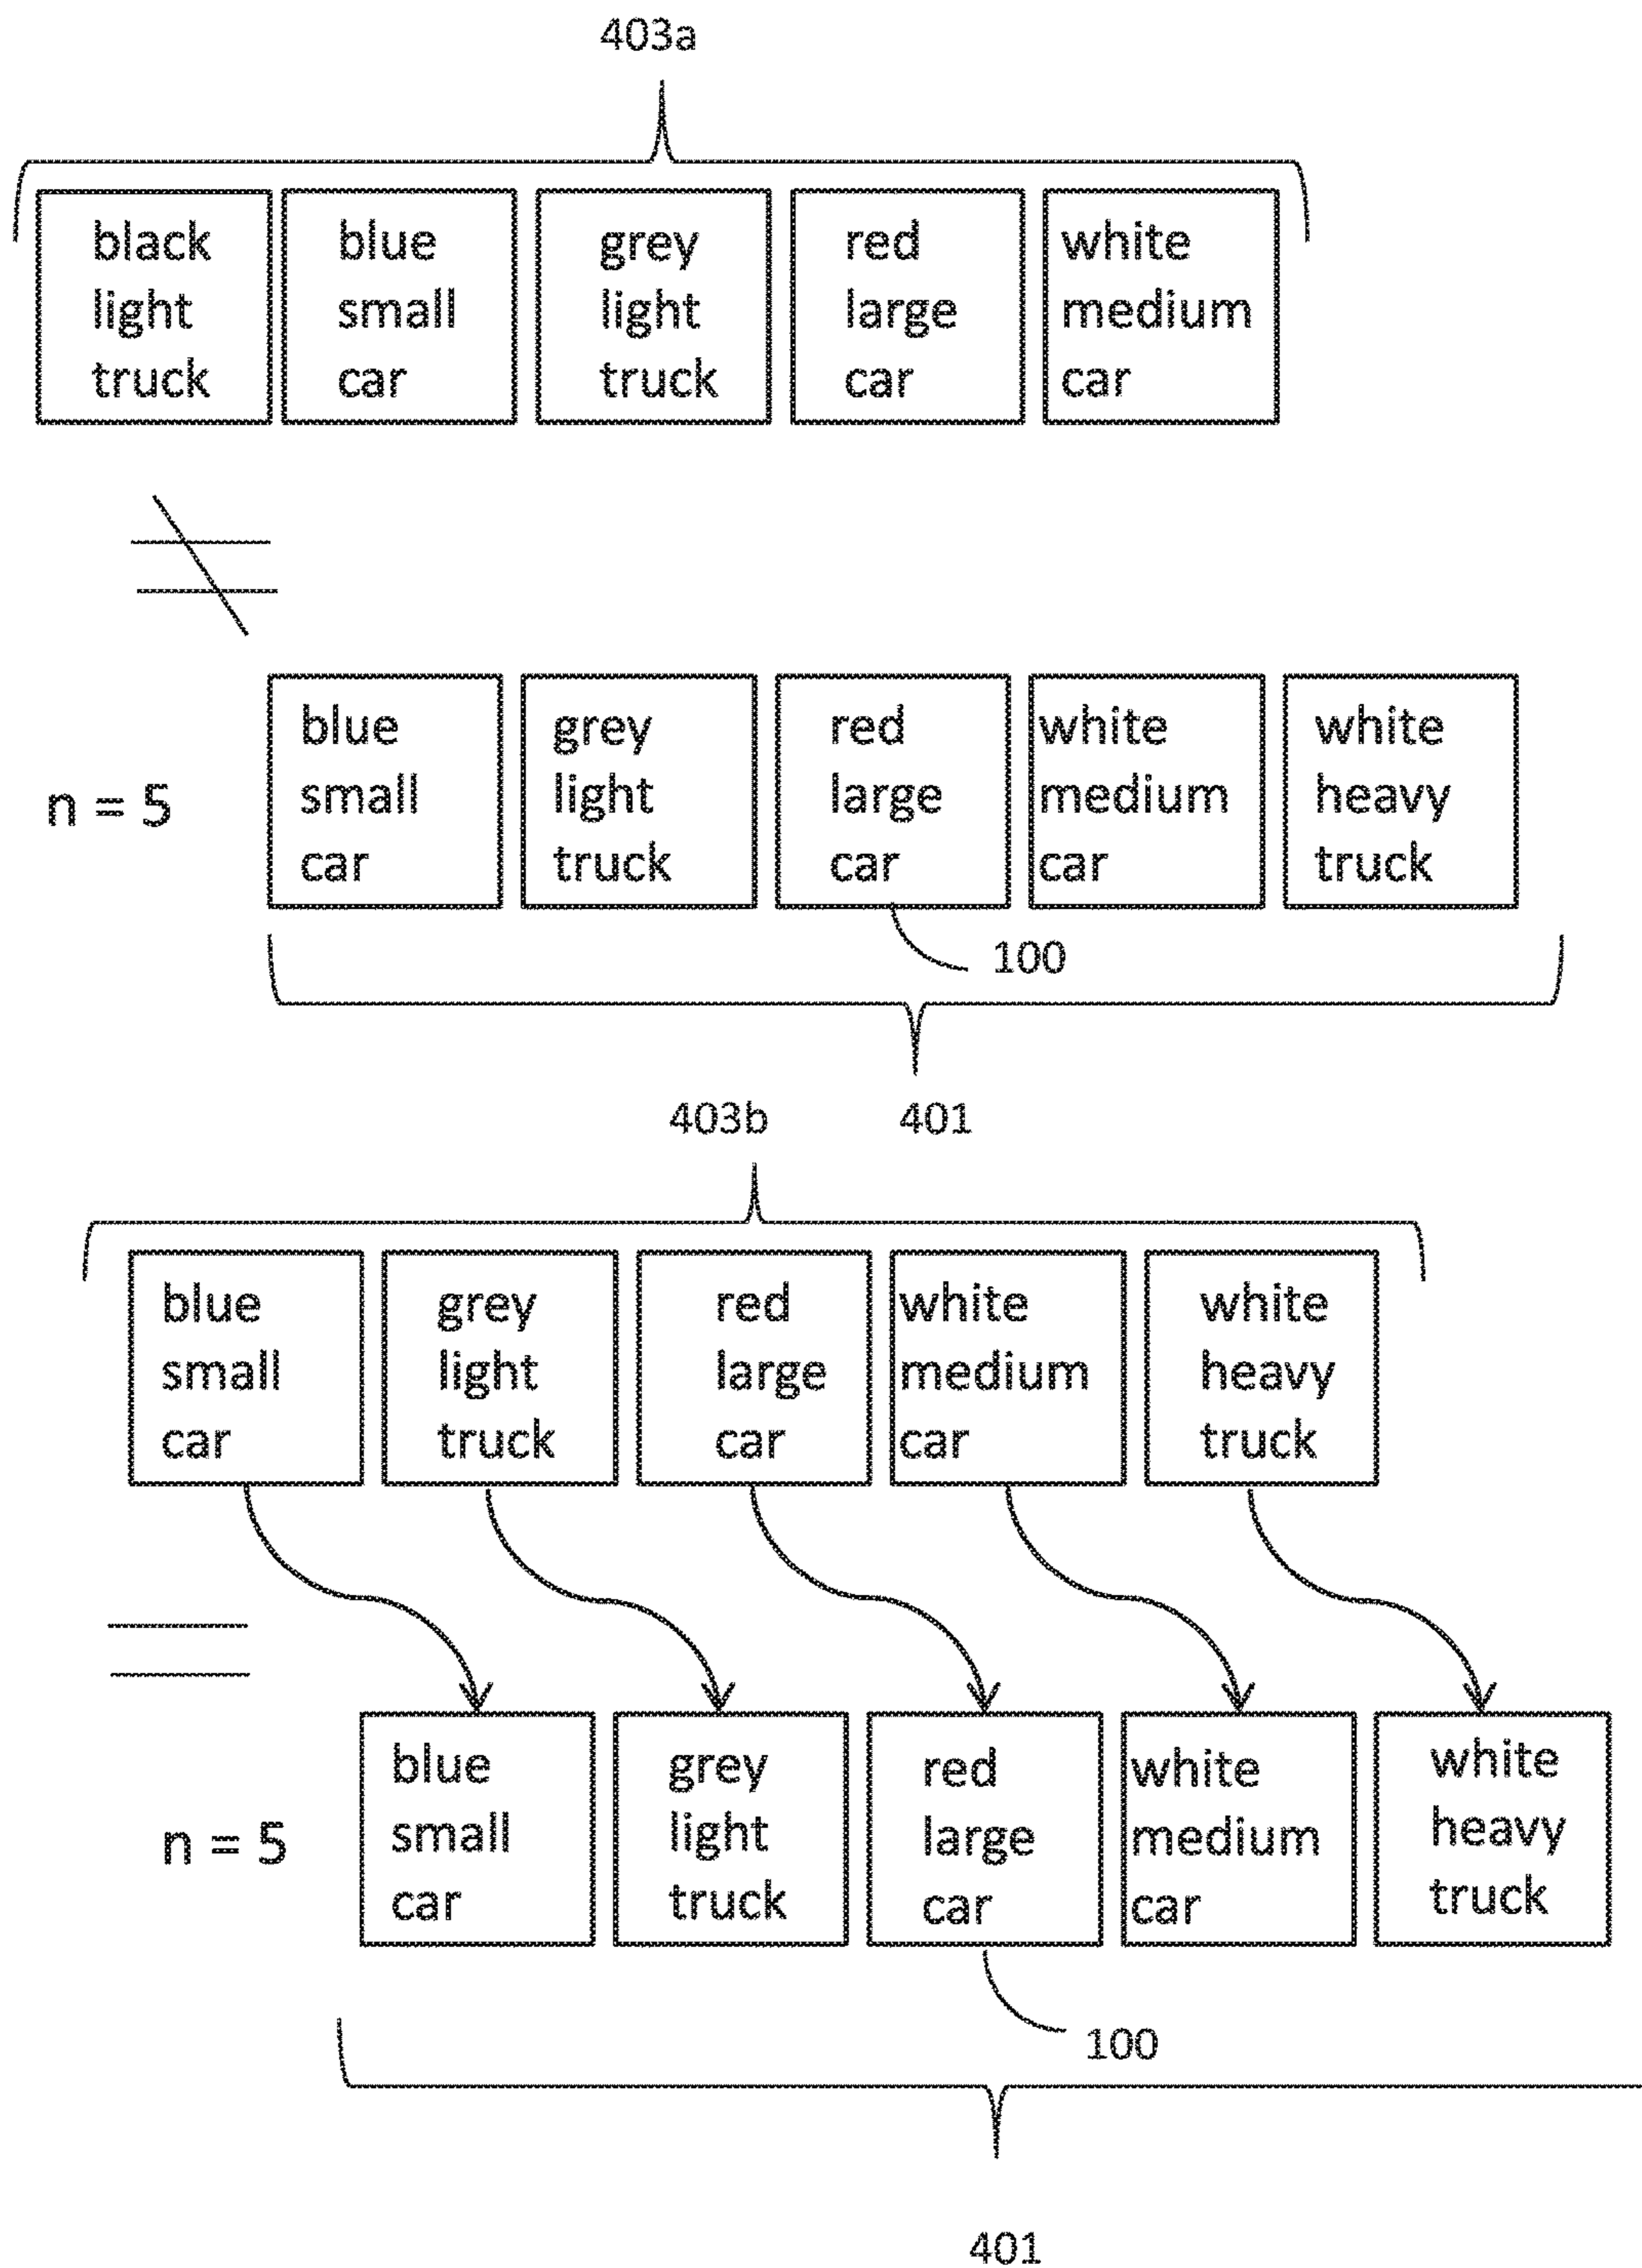 403a
black
light
truck
blue
small
car
grey
light
truck
red
large
car
white
medium
car
n = 5
blue
small
car
grey
light
truck
red
large
car
white
medium
car
white
heavy
truck
100
401
403b
blue
small
car
grey
light
truck
red
large
car
white
medium
car
white
heavy
truck
n = 5
blue
small
car
grey
light
truck
red
large
car
white
medium
car
white
heavy
truck
100
401